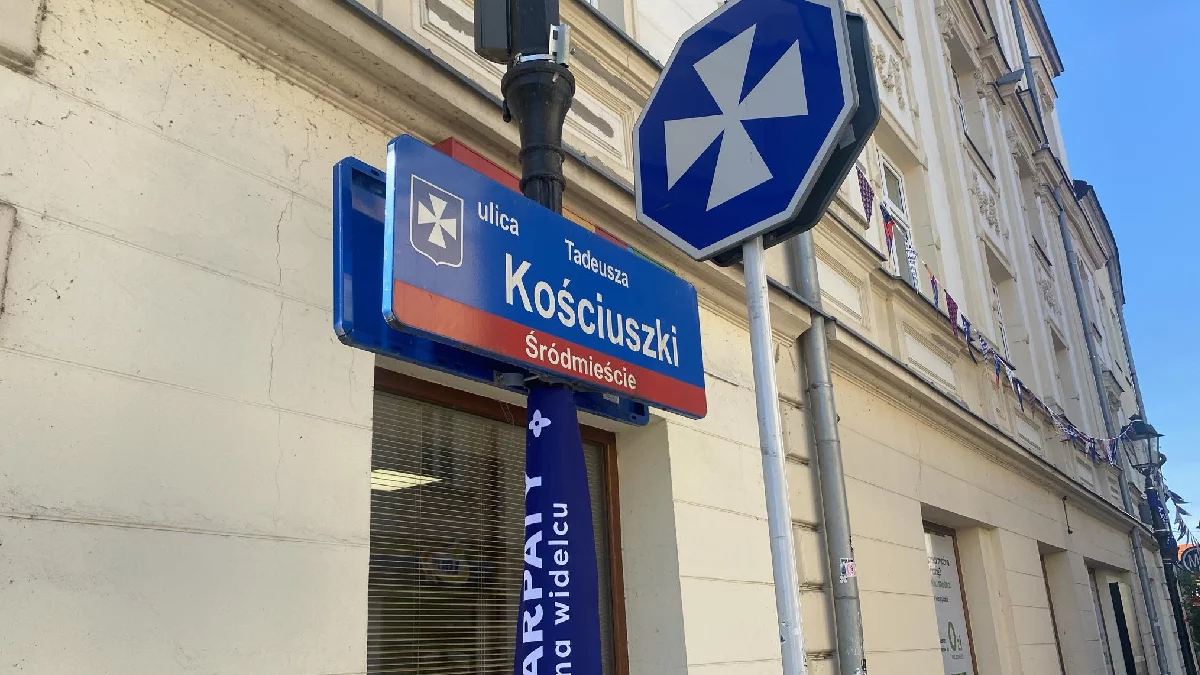 ulica
Tadeusza
Kościuszki
Śródmieście
ARPATY
na widelcu